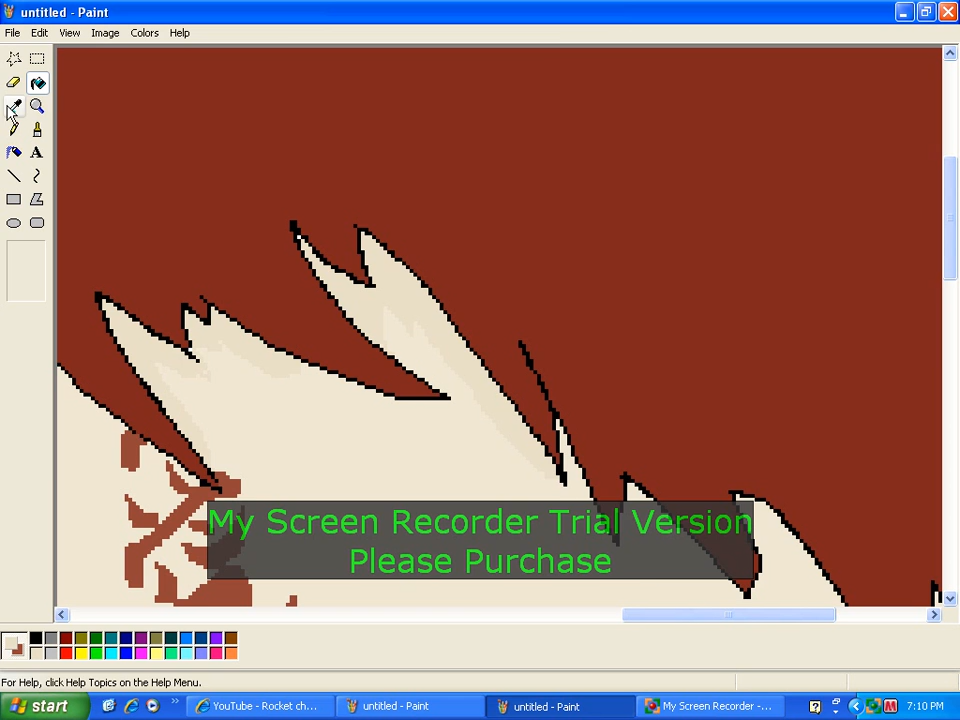 untitled - Paint
File Edit View Image Colors Help
A
My Screen Recorder Trial Version
Please Purchase
For Help, click Help Topics on the Help Menu.
start
YouTube - Rocket ch...
untitled - Paint
untitled - Paint
My Screen Recorder -...
7:10 PM